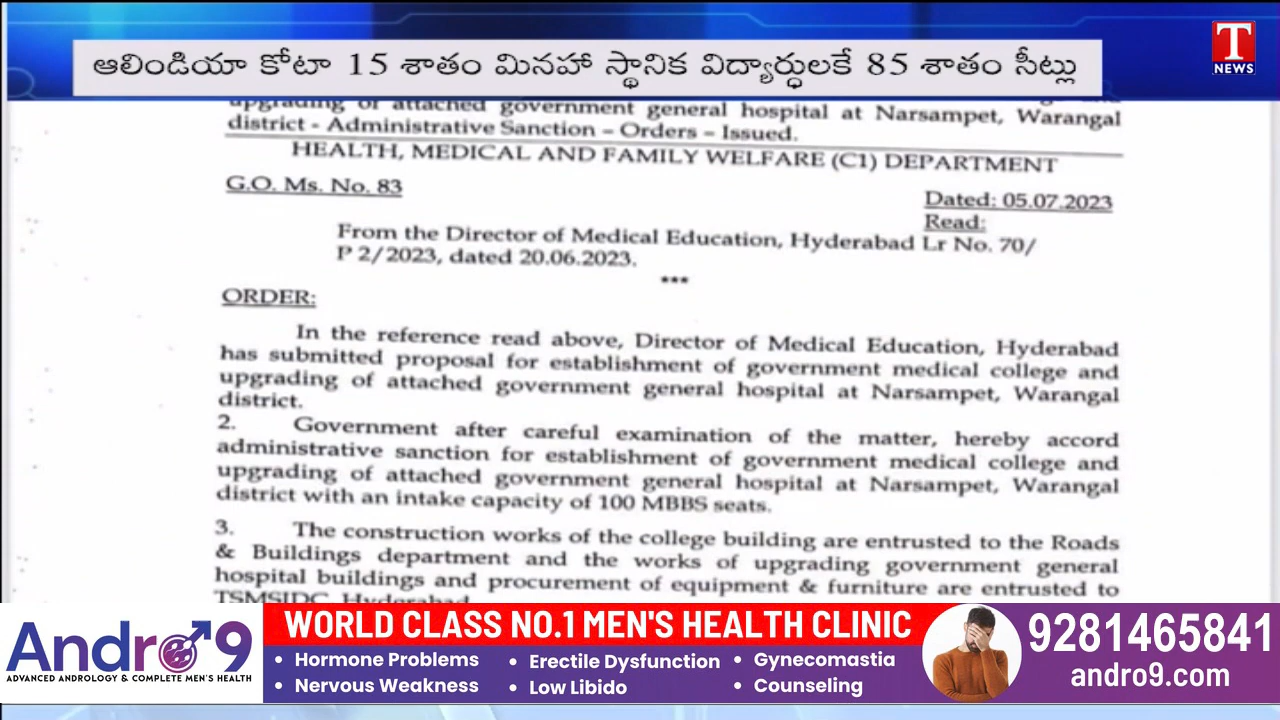 ఆలిండియా కోటా 15 శాతం మినహా స్థానిక విద్యార్ధులకే 85 శాతం సీట్లు
T
NEWS
upgrading of attached government general hospital at Narsampet, Warangal
district - Administrative Sanction – Orders – Issued.
HEALTH, MEDICAL AND FAMILY WELFARE (C1) DEPARTMENT
G.O. Ms. No. 83
Dated: 05.07.2023
Read:
From the Director of Medical Education, Hyderabad Lr No. 70/
P 2/2023, dated 20.06.2023.
***
ORDER:
In the reference read above, Director of Medical Education, Hyderabad
has submitted proposal for establishment of government medical college and
upgrading of attached government general hospital at Narsampet, Warangal
district.
2. Government after careful examination of the matter, hereby accord
administrative sanction for establishment of government medical college and
upgrading of attached government general hospital at Narsampet, Warangal
district with an intake capacity of 100 MBBS seats.
3. The construction works of the college building are entrusted to the Roads
& Buildings department and the works of upgrading government general
hospital buildings and procurement of equipment & furniture are entrusted to
TSMSIDC, Hyderabad
Andro9
ADVANCED ANDROLOGY & COMPLETE MEN'S HEALTH
WORLD CLASS NO.1 MEN'S HEALTH CLINIC
• Hormone Problems • Erectile Dysfunction • Gynecomastia
• Nervous Weakness • Low Libido • Counseling
9281465841
andro9.com